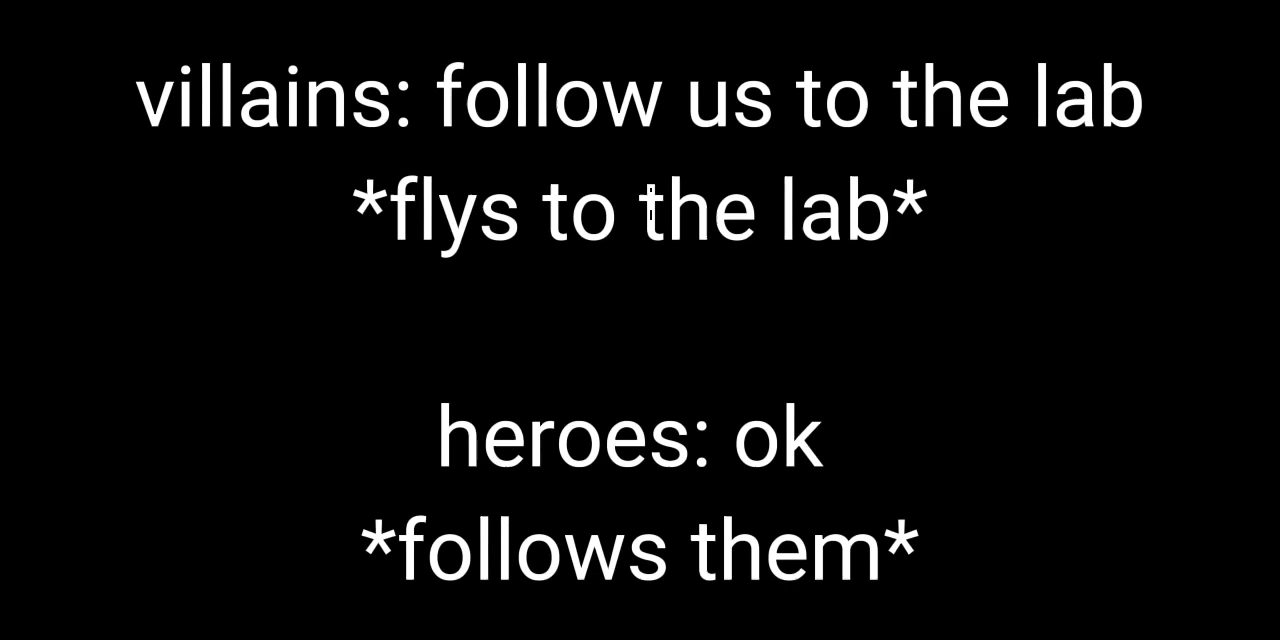 villains: follow us to the lab
*flys to the lab*
heroes: ok
*follows them*